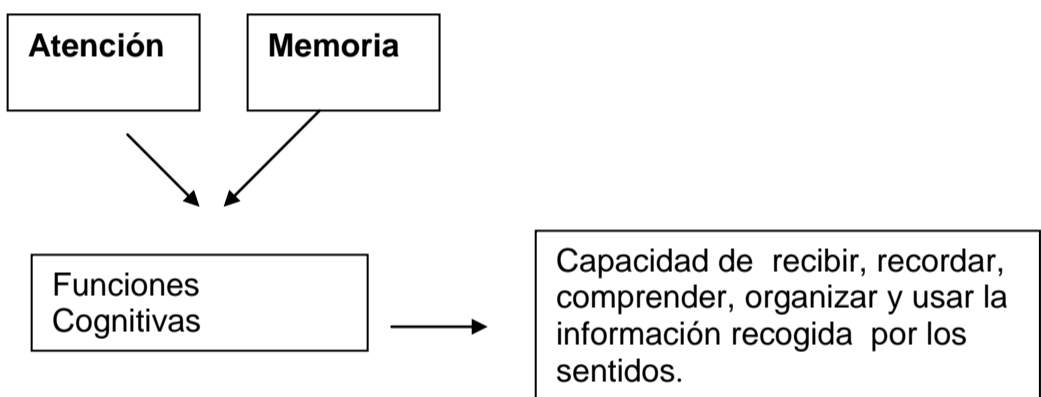 Atención
Memoria
Funciones
Cognitivas
Capacidad de recibir, recordar,
comprender, organizar y usar la
información recogida por los
sentidos.